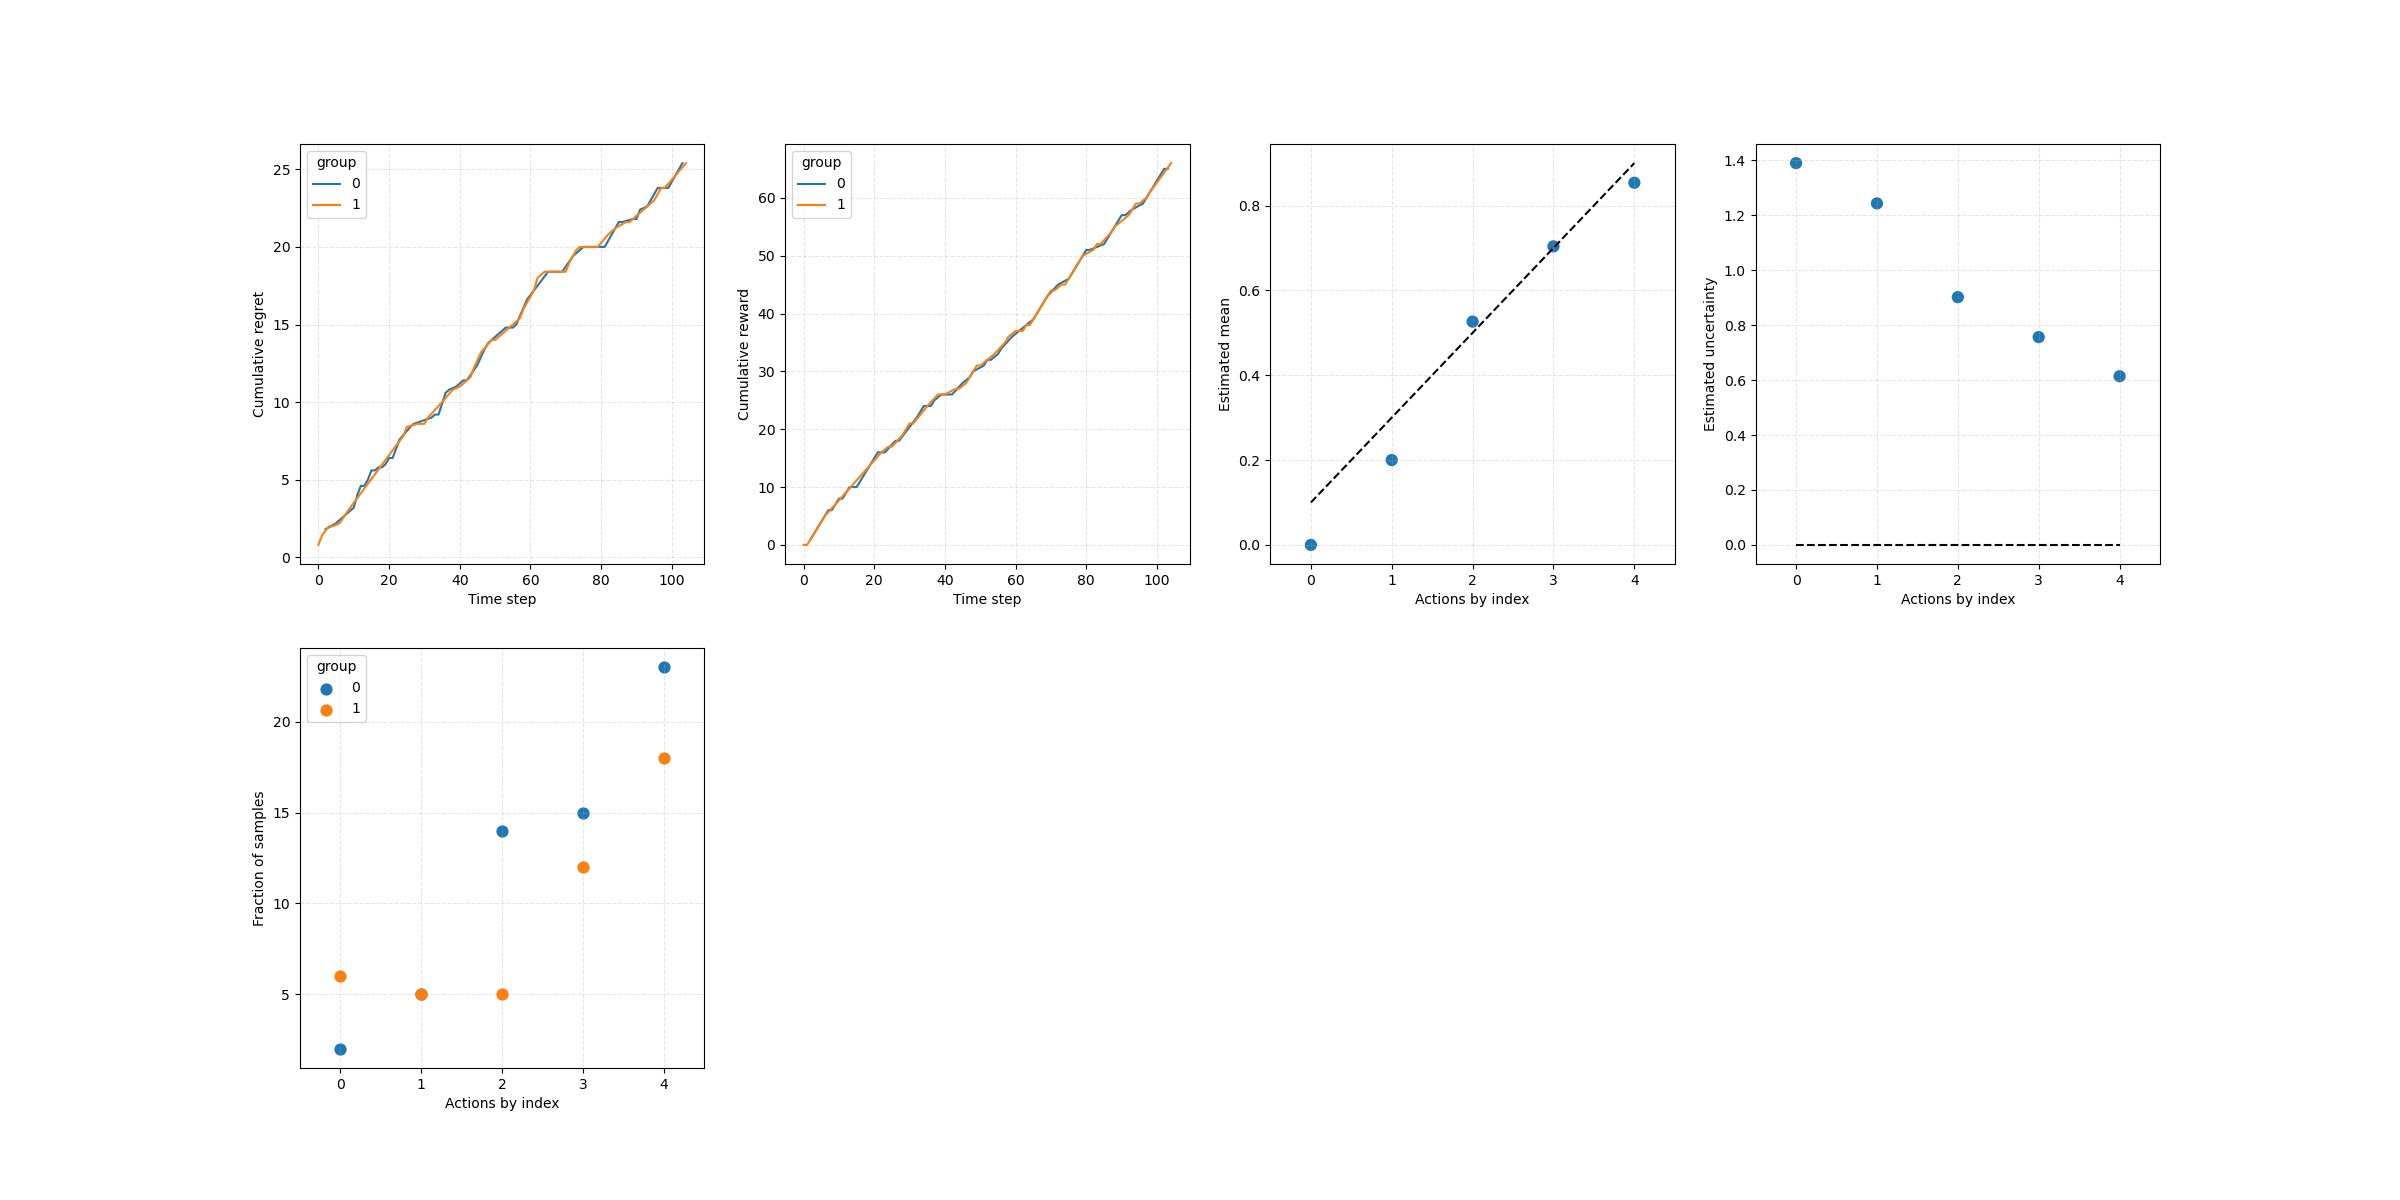 group
0
1
25
20
15
10
5
0
Cumulative regret
0 20 40 60 80 100
Time step
group
0
1
60
50
40
30
20
10
0
Cumulative reward
0 20 40 60 80 100
Time step
0.8
0.6
0.4
0.2
0.0
Estimated mean
0 1 2 3 4
Actions by index
1.4
1.2
1.0
0.8
0.6
0.4
0.2
0.0
Estimated uncertainty
0 1 2 3 4
Actions by index
group
0
1
20
15
10
5
Fraction of samples
0 1 2 3 4
Actions by index